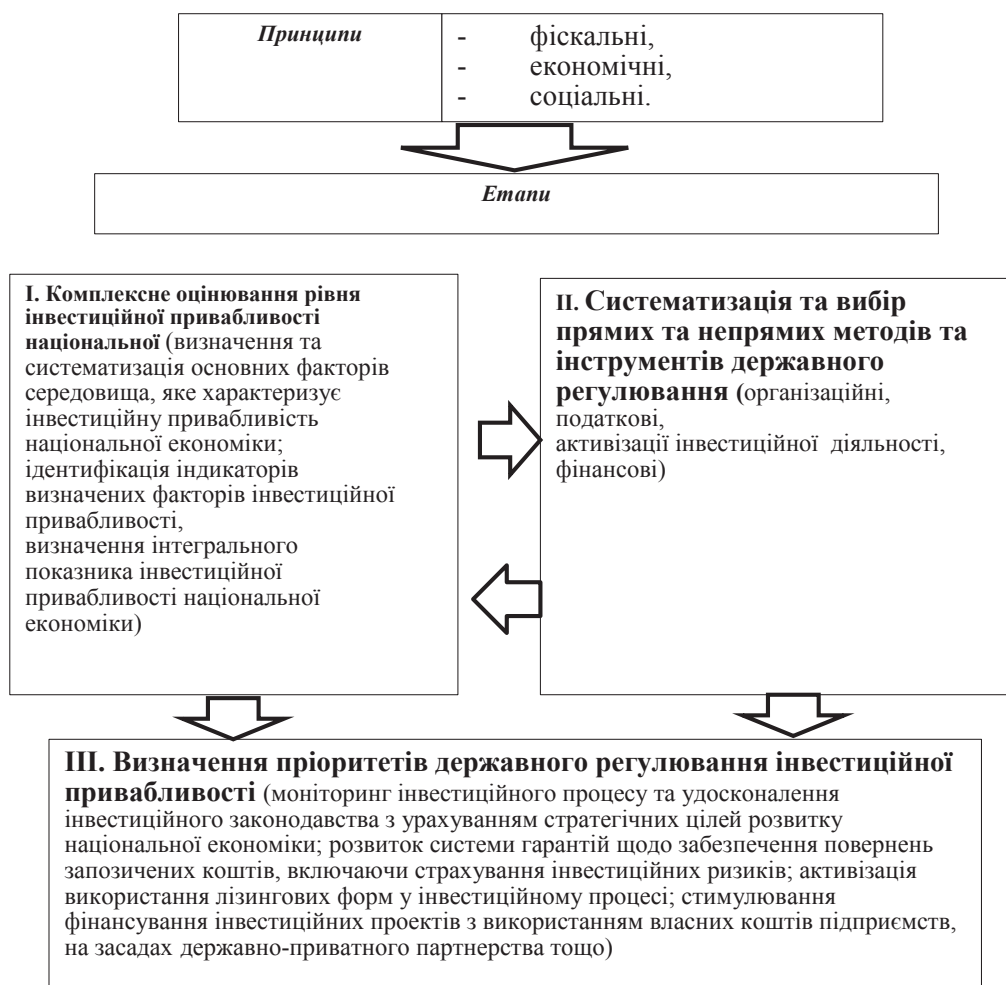 Принципи
- фіскальні,
- економічні,
- соціальні.
Етапи
І. Комплексне оцінювання рівня
інвестиційної привабливості
національної (визначення та
систематизація основних факторів
середовища, яке характеризує
інвестиційну привабливість
національної економіки;
ідентифікація індикаторів
визначених факторів інвестиційної
привабливості,
визначення інтегрального
показника інвестиційної
привабливості національної
економіки)
ІІ. Систематизація та вибір
прямих та непрямих методів та
інструментів державного
регулювання (організаційні,
податкові,
активізації інвестиційної діяльності,
фінансові)
ІІІ. Визначення пріоритетів державного регулювання інвестиційної
привабливості (моніторинг інвестиційного процесу та удосконалення
інвестиційного законодавства з урахуванням стратегічних цілей розвитку
національної економіки; розвиток системи гарантій щодо забезпечення повернень
запозичених коштів, включаючи страхування інвестиційних ризиків; активізація
використання лізингових форм у інвестиційному процесі; стимулювання
фінансування інвестиційних проектів з використанням власних коштів підприємств,
на засадах державно-приватного партнерства тощо)